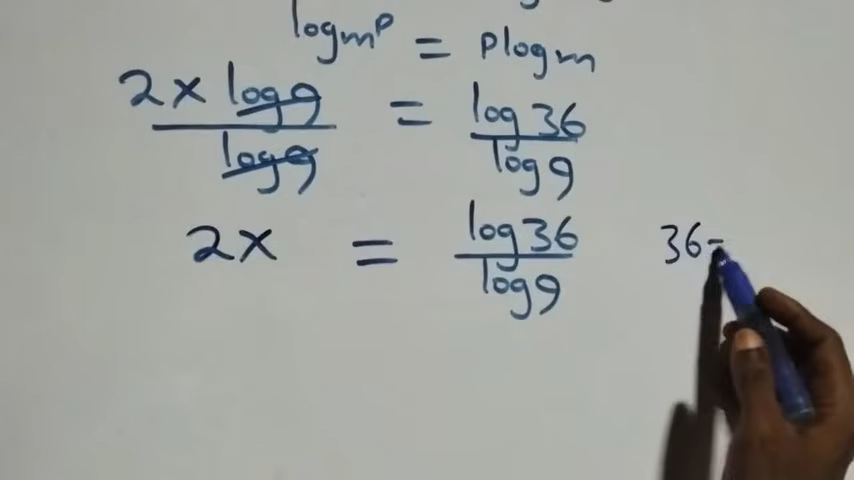 log m^p = p log m
2x log 9 / log 9 = log 36 / log 9
2x = log 36 / log 9 36=